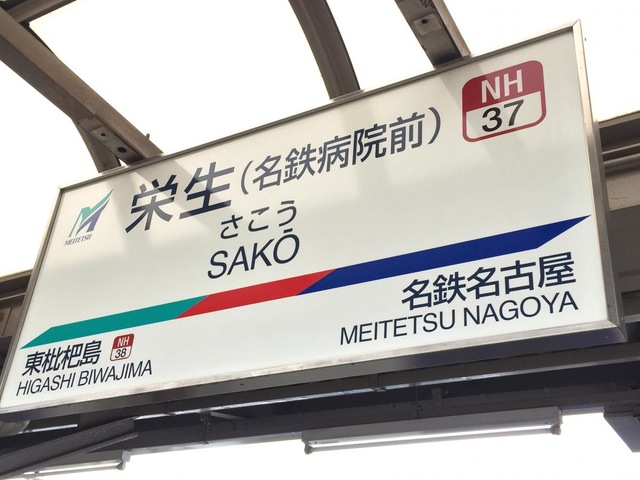 MEITETSU
栄生(名鉄病院前)
NH
37
さこう
SAKŌ
東枇杷島
NH
38
HIGASHI BIWAJIMA
名鉄名古屋
MEITETSU NAGOYA